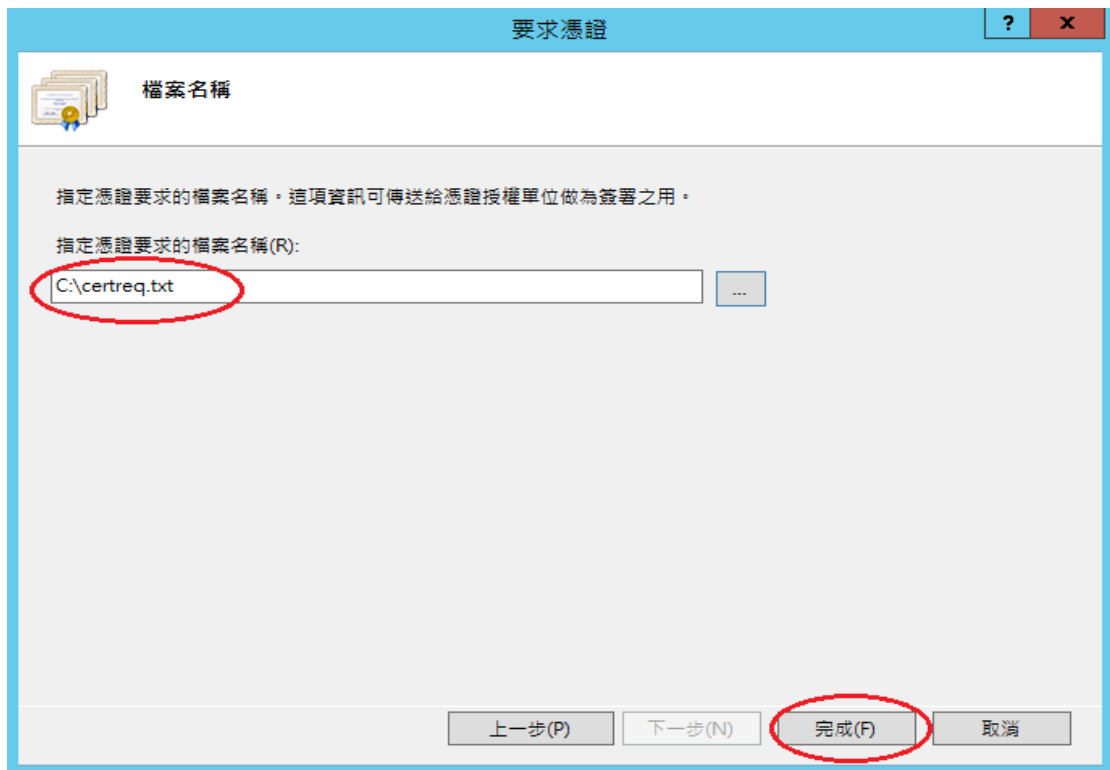 要求憑證
? x
檔案名稱
指定憑證要求的檔案名稱。這項資訊可傳送給憑證授權單位做為簽署之用。
指定憑證要求的檔案名稱(R):
C:\certreq.txt
...
上一步(P) 下一步(N) 完成(F) 取消